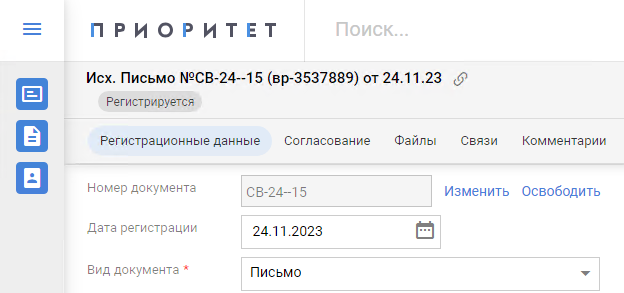 ПРИОРИТЕТ Поиск...
Исх. Письмо №СВ-24--15 (вр-3537889) от 24.11.23
Регистрируется
Регистрационные данные Согласование Файлы Связи Комментарии
Номер документа СВ-24--15 Изменить Освободить
Дата регистрации 24.11.2023
Вид документа * Письмо